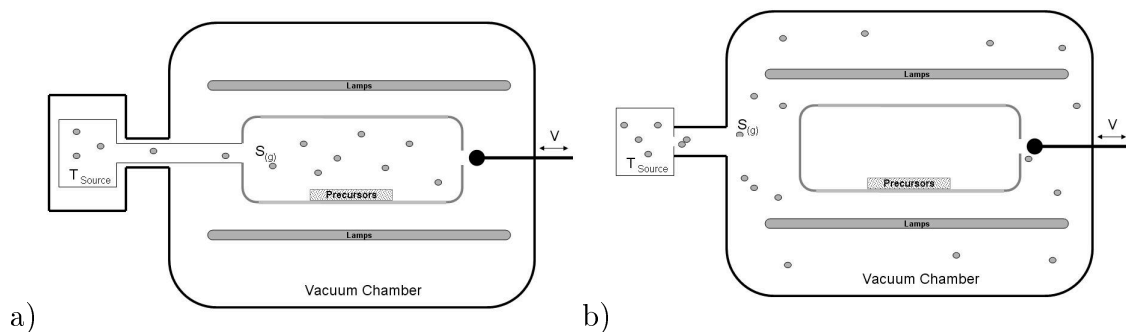 Lamps
S(g)
T Source
Precursors
V
Lamps
Vacuum Chamber
a)
Lamps
S(g)
T Source
Precursors
V
Lamps
Vacuum Chamber
b)